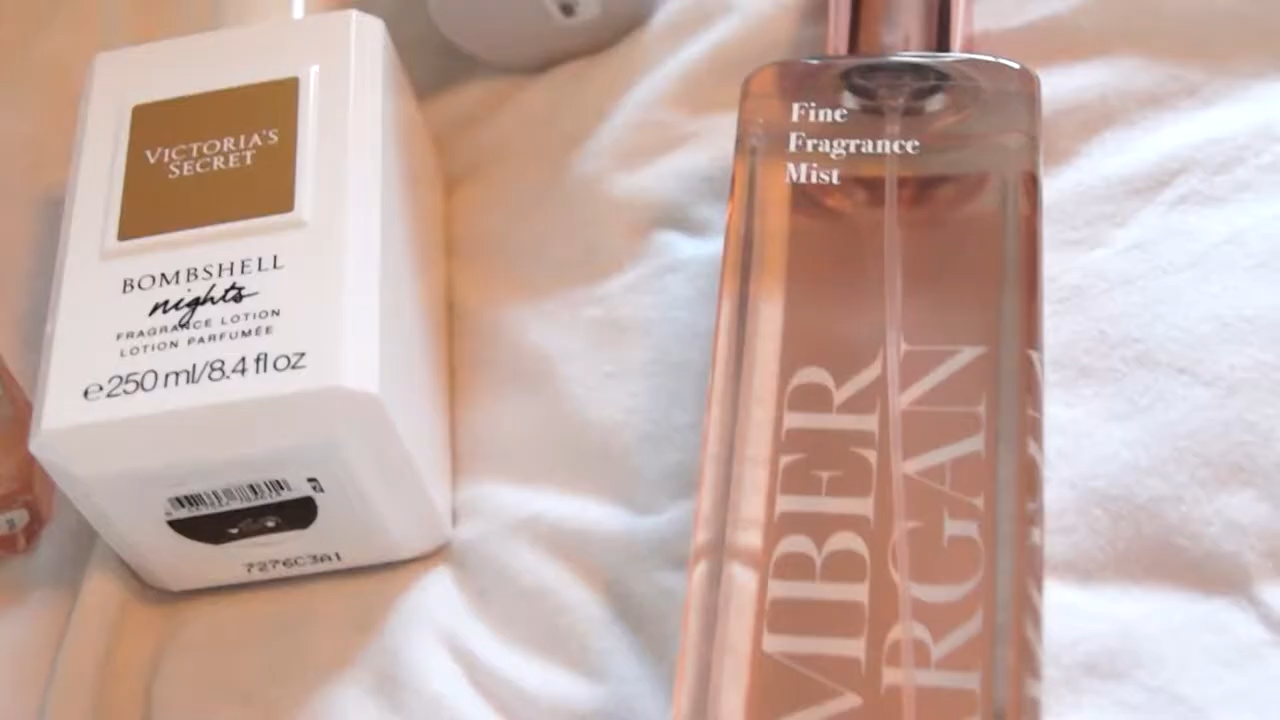 VICTORIA'S
SECRET
BOMBSHELL
nights
FRAGRANCE LOTION
LOTION PARFUMÉE
e250 ml/8.4 fl oz
7276C3A1
Fine
Fragrance
Mist
MBER
RGAN